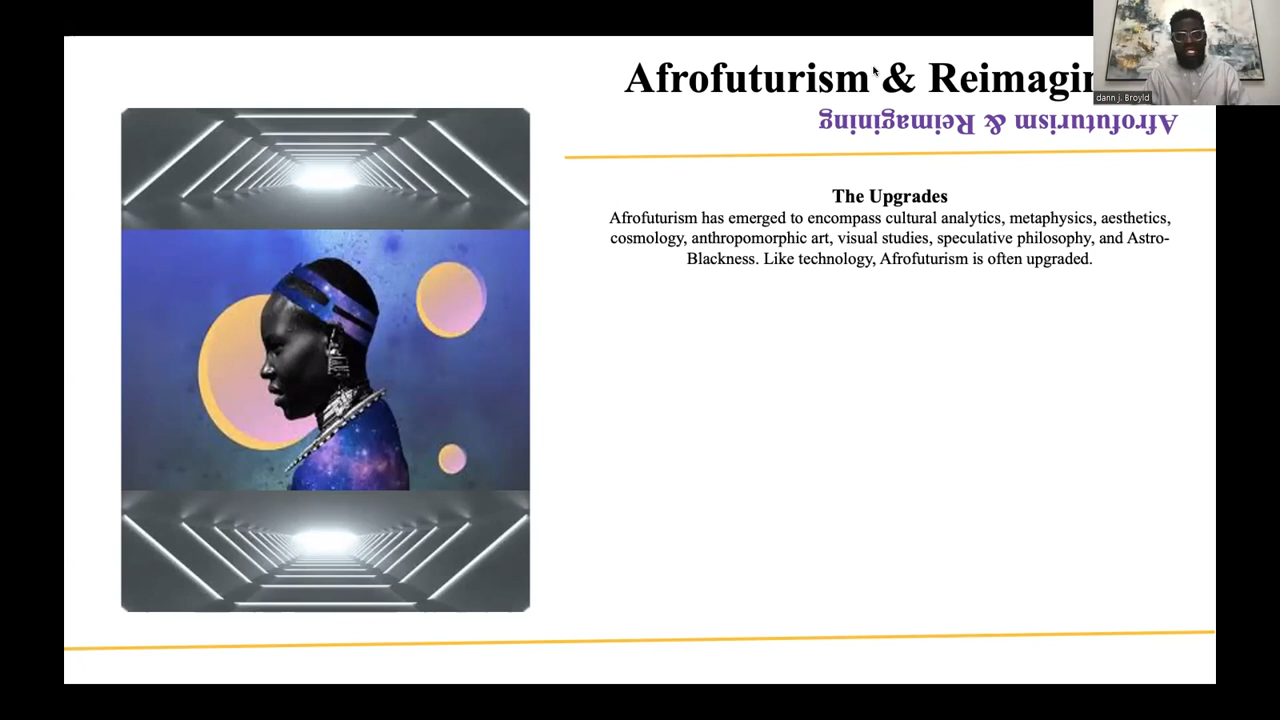 Afrofuturism & Reimagin
Afrofuturism & Reimagining
dann j. Broyld
The Upgrades
Afrofuturism has emerged to encompass cultural analytics, metaphysics, aesthetics,
cosmology, anthropomorphic art, visual studies, speculative philosophy, and Astro-
Blackness. Like technology, Afrofuturism is often upgraded.